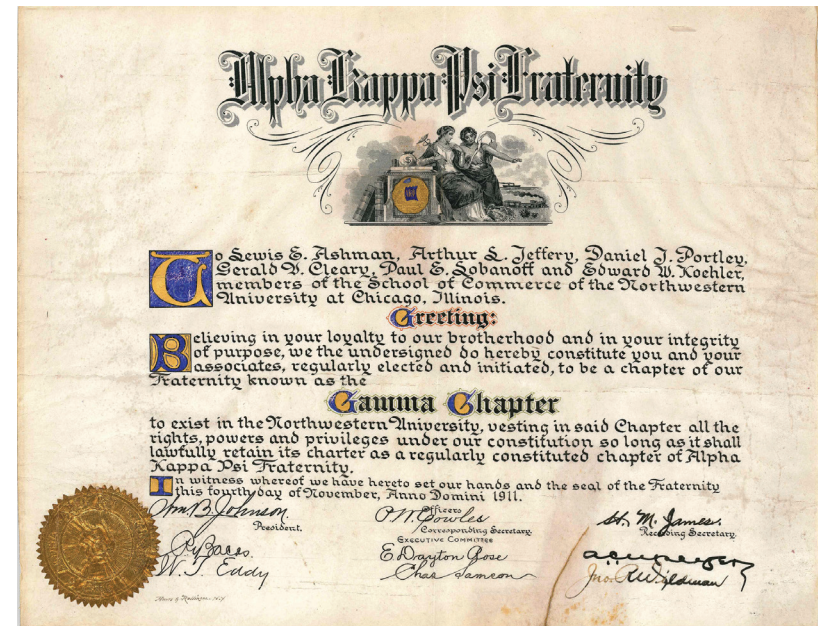 Alpha Kappa Psi Fraternity
To Lewis E. Ashman, Arthur L. Jeffery, Daniel J. Portley,
Gerald W. Cleary, Paul E. Lobanoff and Edward W. Koehler,
members of the School of Commerce of the Northwestern
University at Chicago, Illinois.
Greeting:
Believing in your loyalty to our brotherhood and in your integrity
of purpose, we the undersigned do hereby constitute you and your
associates, regularly elected and initiated, to be a chapter of our
Fraternity known as the
Gamma Chapter
to exist in the Northwestern University, vesting in said Chapter all the
rights, powers and privileges under our constitution so long as it shall
lawfully retain its charter as a regularly constituted chapter of Alpha
Kappa Psi Fraternity.
In witness whereof we have hereto set our hands and the seal of the Fraternity
this fourth day of November, Anno Domini 1911.
Officers
Wm B. Johnson P. M. Bowles M. James
President. Corresponding Secretary. Recording Secretary.
Executive Committee
E. Drayton
W. T. Eddy Chas
Jno. R. Wildman